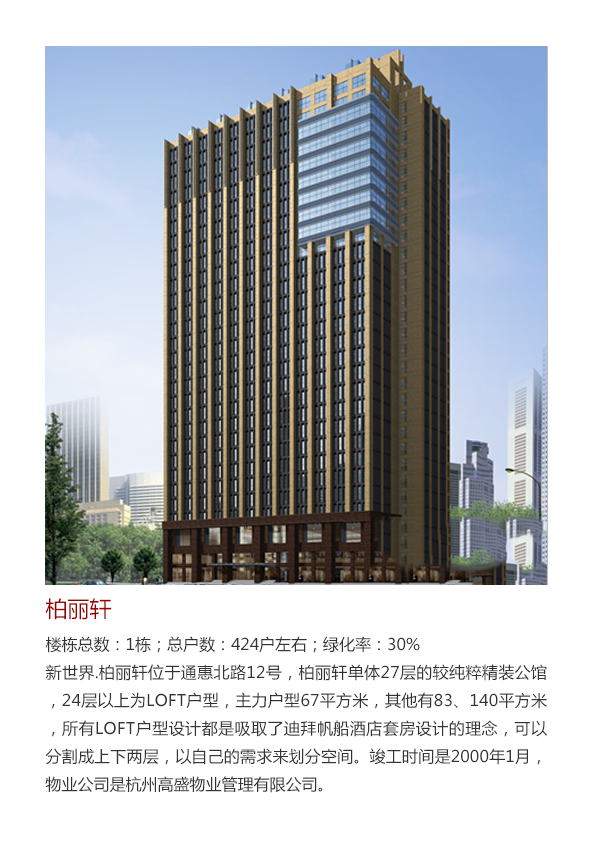 柏丽轩
楼栋总数：1栋；总户数：424户左右；绿化率：30%
新世界.柏丽轩位于通惠北路12号，柏丽轩单体27层的较纯粹精装公馆
，24层以上为LOFT户型，主力户型67平方米，其他有83、140平方米
，所有LOFT户型设计都是吸取了迪拜帆船酒店套房设计的理念，可以
分割成上下两层，以自己的需求来划分空间。竣工时间是2000年1月，
物业公司是杭州高盛物业管理有限公司。